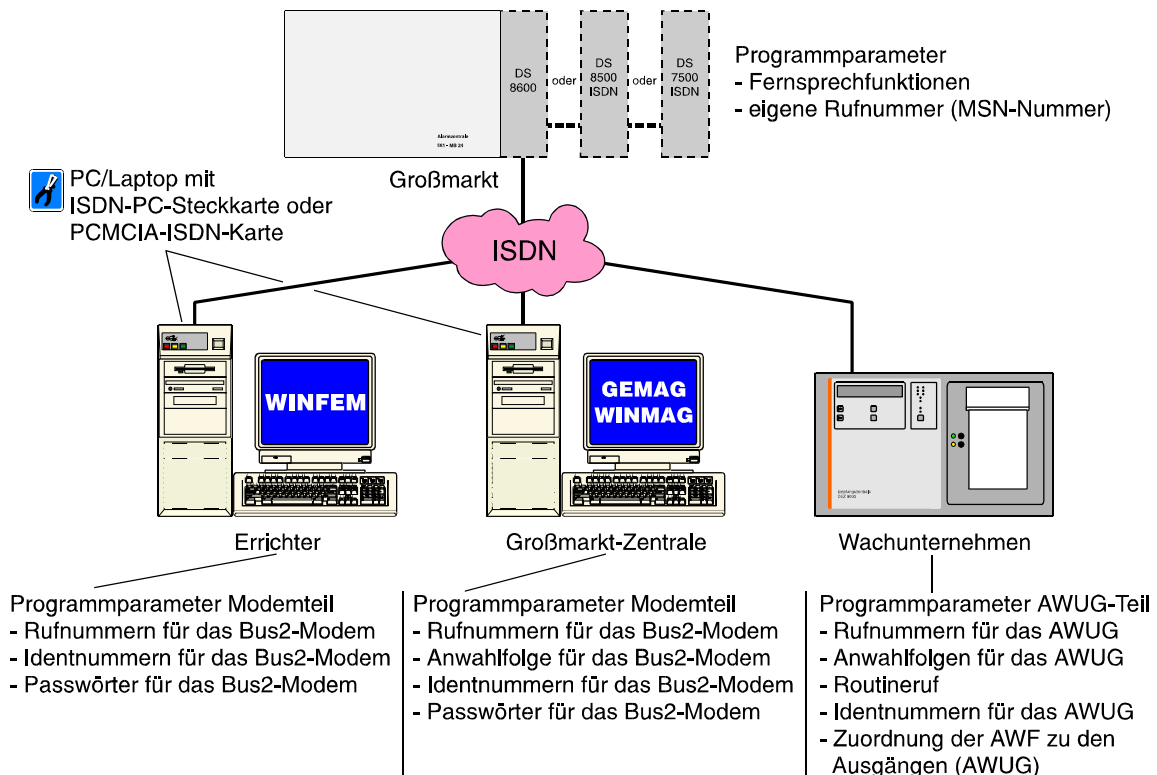 DS
8600
oder
DS
8500
ISDN
oder
DS
7500
ISDN
Programmparameter
- Fernsprechfunktionen
- eigene Rufnummer (MSN-Nummer)
Alarmzentrale
561 - MB 24
Großmarkt
PC/Laptop mit
ISDN-PC-Steckkarte oder
PCMCIA-ISDN-Karte
ISDN
WINFEM
GEMAG
WINMAG
Errichter
Großmarkt-Zentrale
Wachunternehmen
Programmparameter Modemteil
- Rufnummern für das Bus2-Modem
- Identnummern für das Bus2-Modem
- Passwörter für das Bus2-Modem
Programmparameter Modemteil
- Rufnummern für das Bus2-Modem
- Anwahlfolge für das Bus2-Modem
- Identnummern für das Bus2-Modem
- Passwörter für das Bus2-Modem
Programmparameter AWUG-Teil
- Rufnummern für das AWUG
- Anwahlfolgen für das AWUG
- Routineruf
- Identnummern für das AWUG
- Zuordnung der AWF zu den
Ausgängen (AWUG)